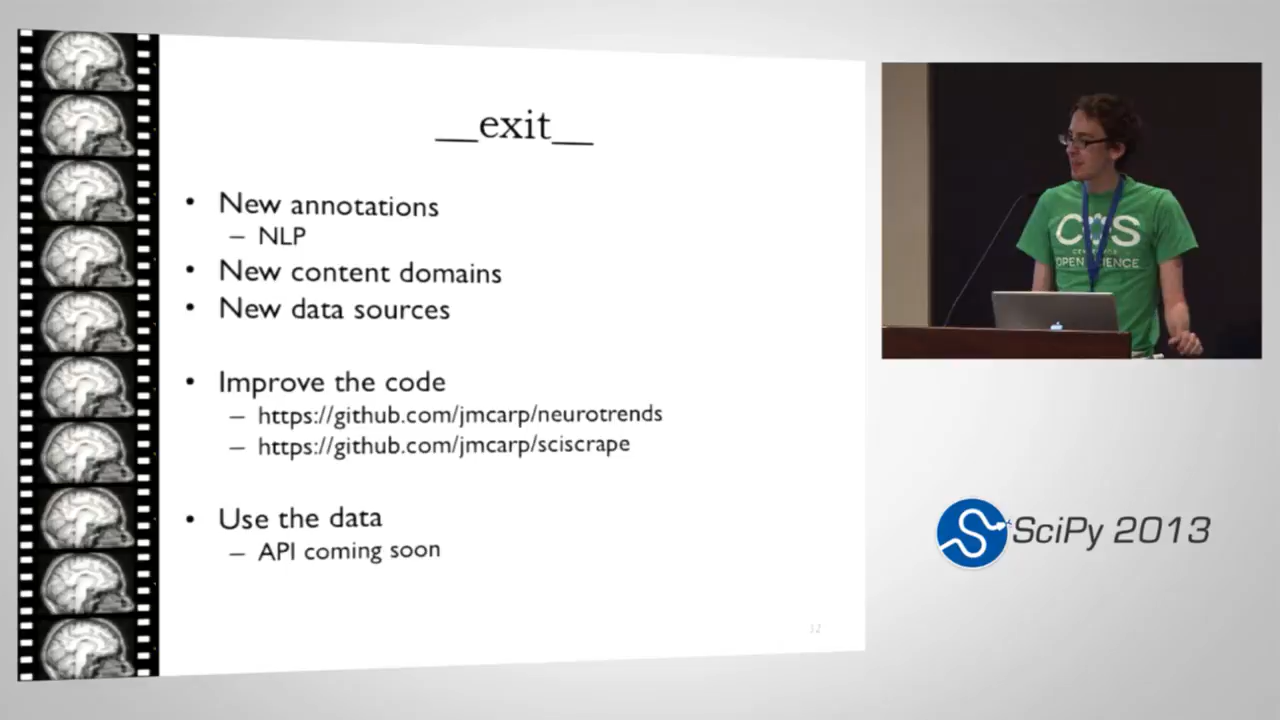 __exit__
• New annotations
– NLP
• New content domains
• New data sources
• Improve the code
– https://github.com/jmcarp/neurotrends
– https://github.com/jmcarp/sciscrape
• Use the data
– API coming soon
12
COS
OPEN SCIENCE
SciPy 2013